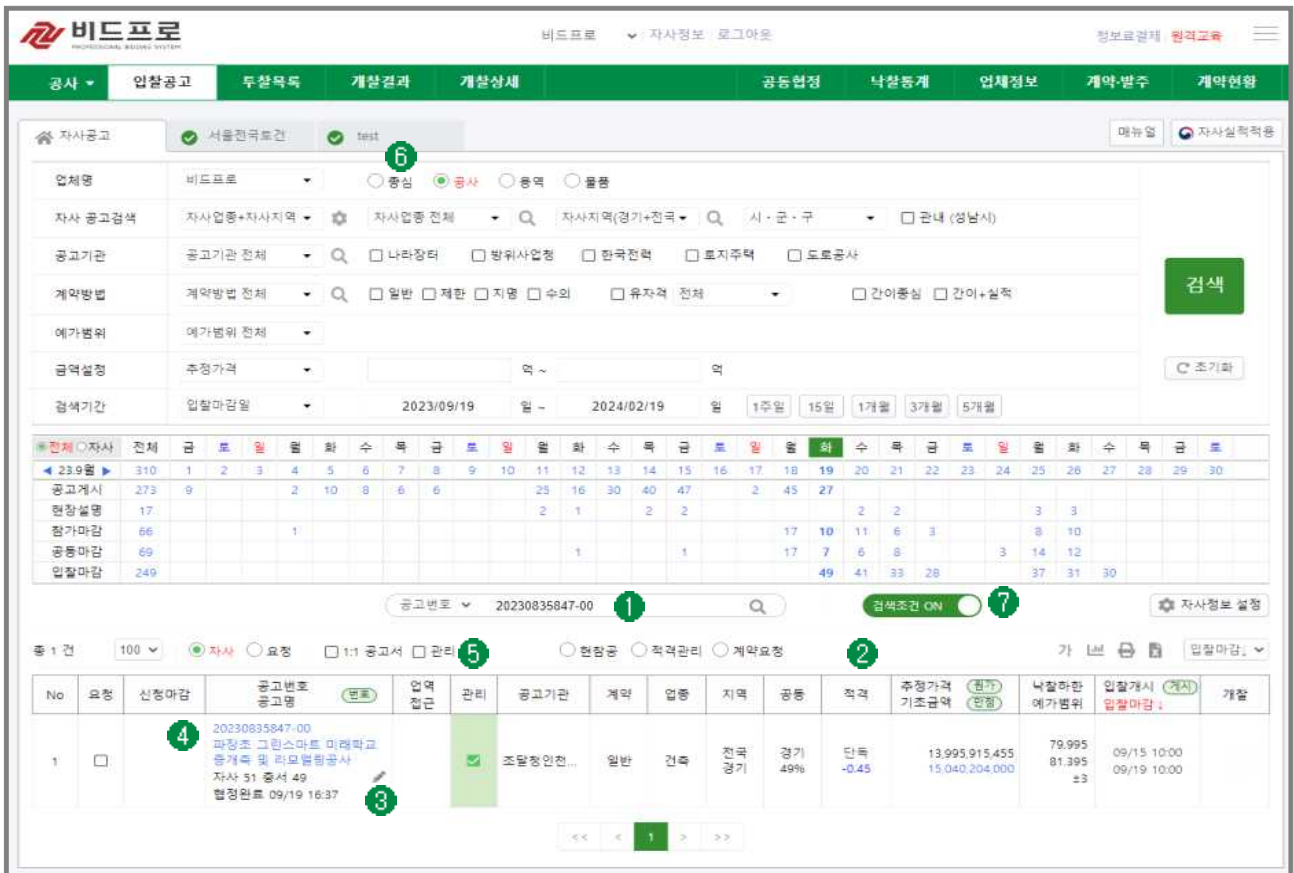 비드프로
PROFESSIONAL BIDDING SYSTEM
비드프로 자사정보 로그아웃
정보료결제 원격교육
공사 입찰공고 투찰목록 개찰결과 개찰상세 공동협정 낙찰통계 업체정보 계약·발주 계약현황
자사공고 서울전국토건 test 매뉴얼 자사실적적용
6
업체명 비드프로 종심 공사 용역 물품
자사 공고검색 자사업종+자사지역 자사업종 전체 자사지역(경기+전국 시·군·구 관내 (성남시)
공고기관 공고기관 전체 나라장터 방위사업청 한국전력 토지주택 도로공사
계약방법 계약방법 전체 일반 제한 지명 수의 유자격 전체 간이종심 간이+실적
검색
예가범위 예가범위 전체
금액설정 추정가격 억 ~ 억
초기화
검색기간 입찰마감일 2023/09/19 일 ~ 2024/02/19 일 1주일 15일 1개월 3개월 5개월
전체 자사 전체 금 토 일 월 화 수 목 금 토 일 월 화 수 목 금 토 일 월 화 수 목 금 토 일 월 화 수 목 금 토
◀ 23.9월 ▶ 310 1 2 3 4 5 6 7 8 9 10 11 12 13 14 15 16 17 18 19 20 21 22 23 24 25 26 27 28 29 30
공고게시 273 9 2 10 8 6 6 25 16 30 40 47 2 45 27
현장설명 17 2 1 2 2 2 2 3 3
참가마감 66 1 17 10 11 6 3 8 10
공동마감 69 1 1 17 7 6 8 3 14 12
입찰마감 249 49 41 33 28 37 31 30
공고번호 20230835847-00 1 검색조건 ON 7 자사정보 설정
총 1 건 100 자사 요청 1:1 공고서 관리 5 현참공 적격관리 계약요청 2 가 입찰마감↓
No 요청 신청마감 공고번호 공고명 번호 업역 접근 관리 공고기관 계약 업종 지역 공동 적격 추정가격 기초금액 낙찰하한 예가범위 입찰개시 게시 입찰마감↓ 개찰
4 20230835847-00
파장초 그린스마트 미래학교
증개축 및 리모델링공사
자사 51 종서 49
협정완료 09/19 16:37
3
1 조달청인천... 일반 건축 전국 경기 경기 49% 단독 -0.45 13,995,915,455 15,040,204,000 79.995 81.395 ±3 09/15 10:00 09/19 10:00
<< < 1 > >>